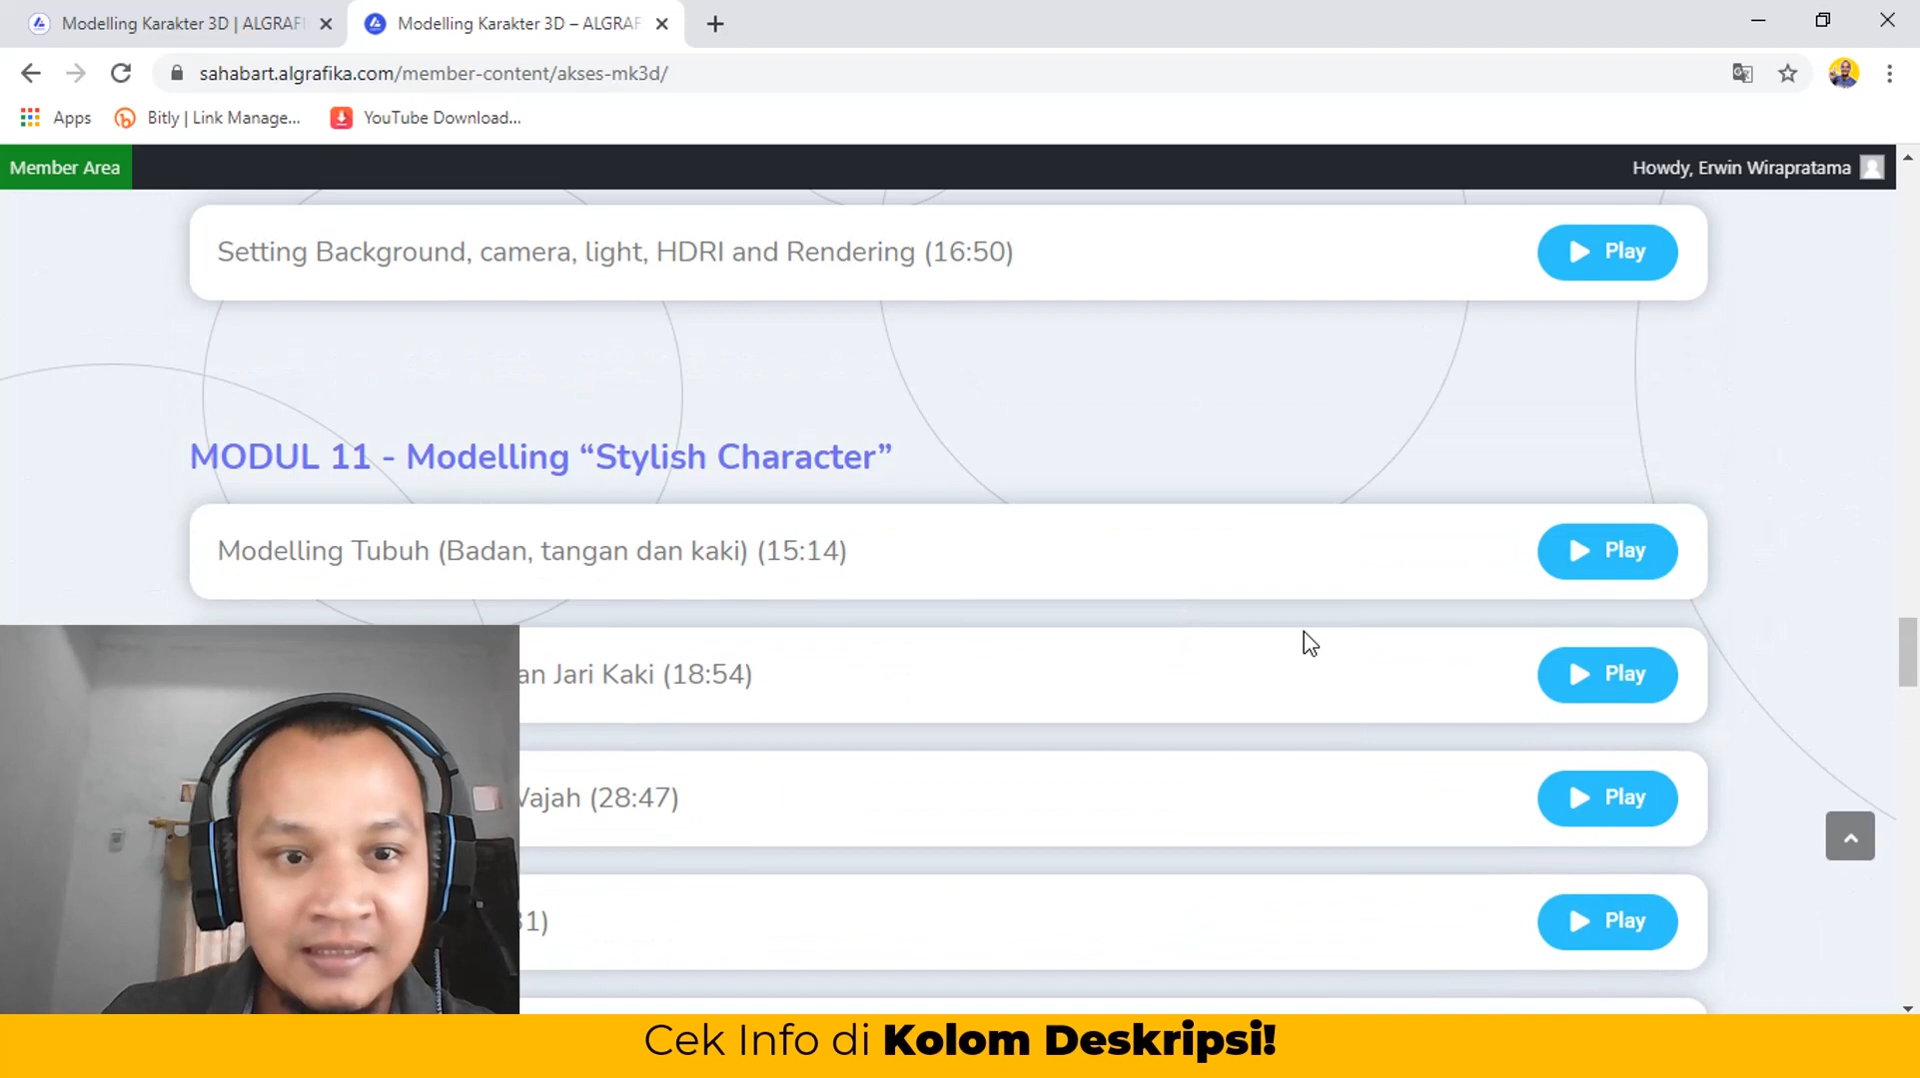 Modelling Karakter 3D | ALGRAFI
Modelling Karakter 3D – ALGRAF
sahabart.algrafika.com/member-content/akses-mk3d/
Apps
Bitly | Link Manage...
YouTube Download...
Member Area
Howdy, Erwin Wirapratama
Setting Background, camera, light, HDRI and Rendering (16:50)
Play
MODUL 11 - Modelling “Stylish Character”
Modelling Tubuh (Badan, tangan dan kaki) (15:14)
Play
an Jari Kaki (18:54)
Play
Wajah (28:47)
Play
31)
Play
Cek Info di Kolom Deskripsi!